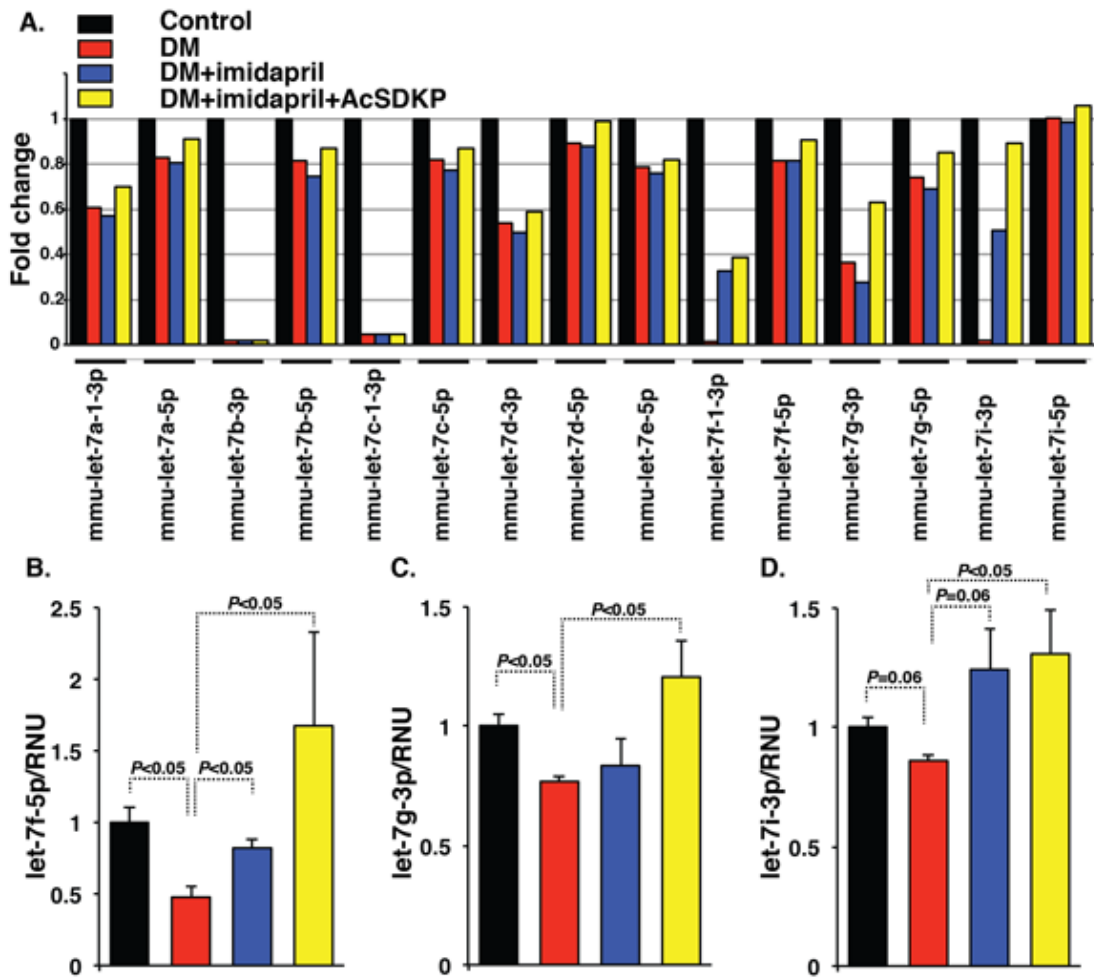 A.
Control
DM
DM+imidapril
DM+imidapril+AcSDKP
Fold change
1
0.8
0.6
0.4
0.2
0
mmu-let-7a-1-3p
mmu-let-7a-5p
mmu-let-7b-3p
mmu-let-7b-5p
mmu-let-7c-1-3p
mmu-let-7c-5p
mmu-let-7d-3p
mmu-let-7d-5p
mmu-let-7e-5p
mmu-let-7f-1-3p
mmu-let-7f-5p
mmu-let-7g-3p
mmu-let-7g-5p
mmu-let-7i-3p
mmu-let-7i-5p
B.
let-7f-5p/RNU
2.5
2
1.5
1
0.5
0
P<0.05
P<0.05
P<0.05
C.
let-7g-3p/RNU
1.5
1
0.5
0
P<0.05
P<0.05
D.
let-7i-3p/RNU
1.5
1
0.5
0
P<0.05
P=0.06
P=0.06